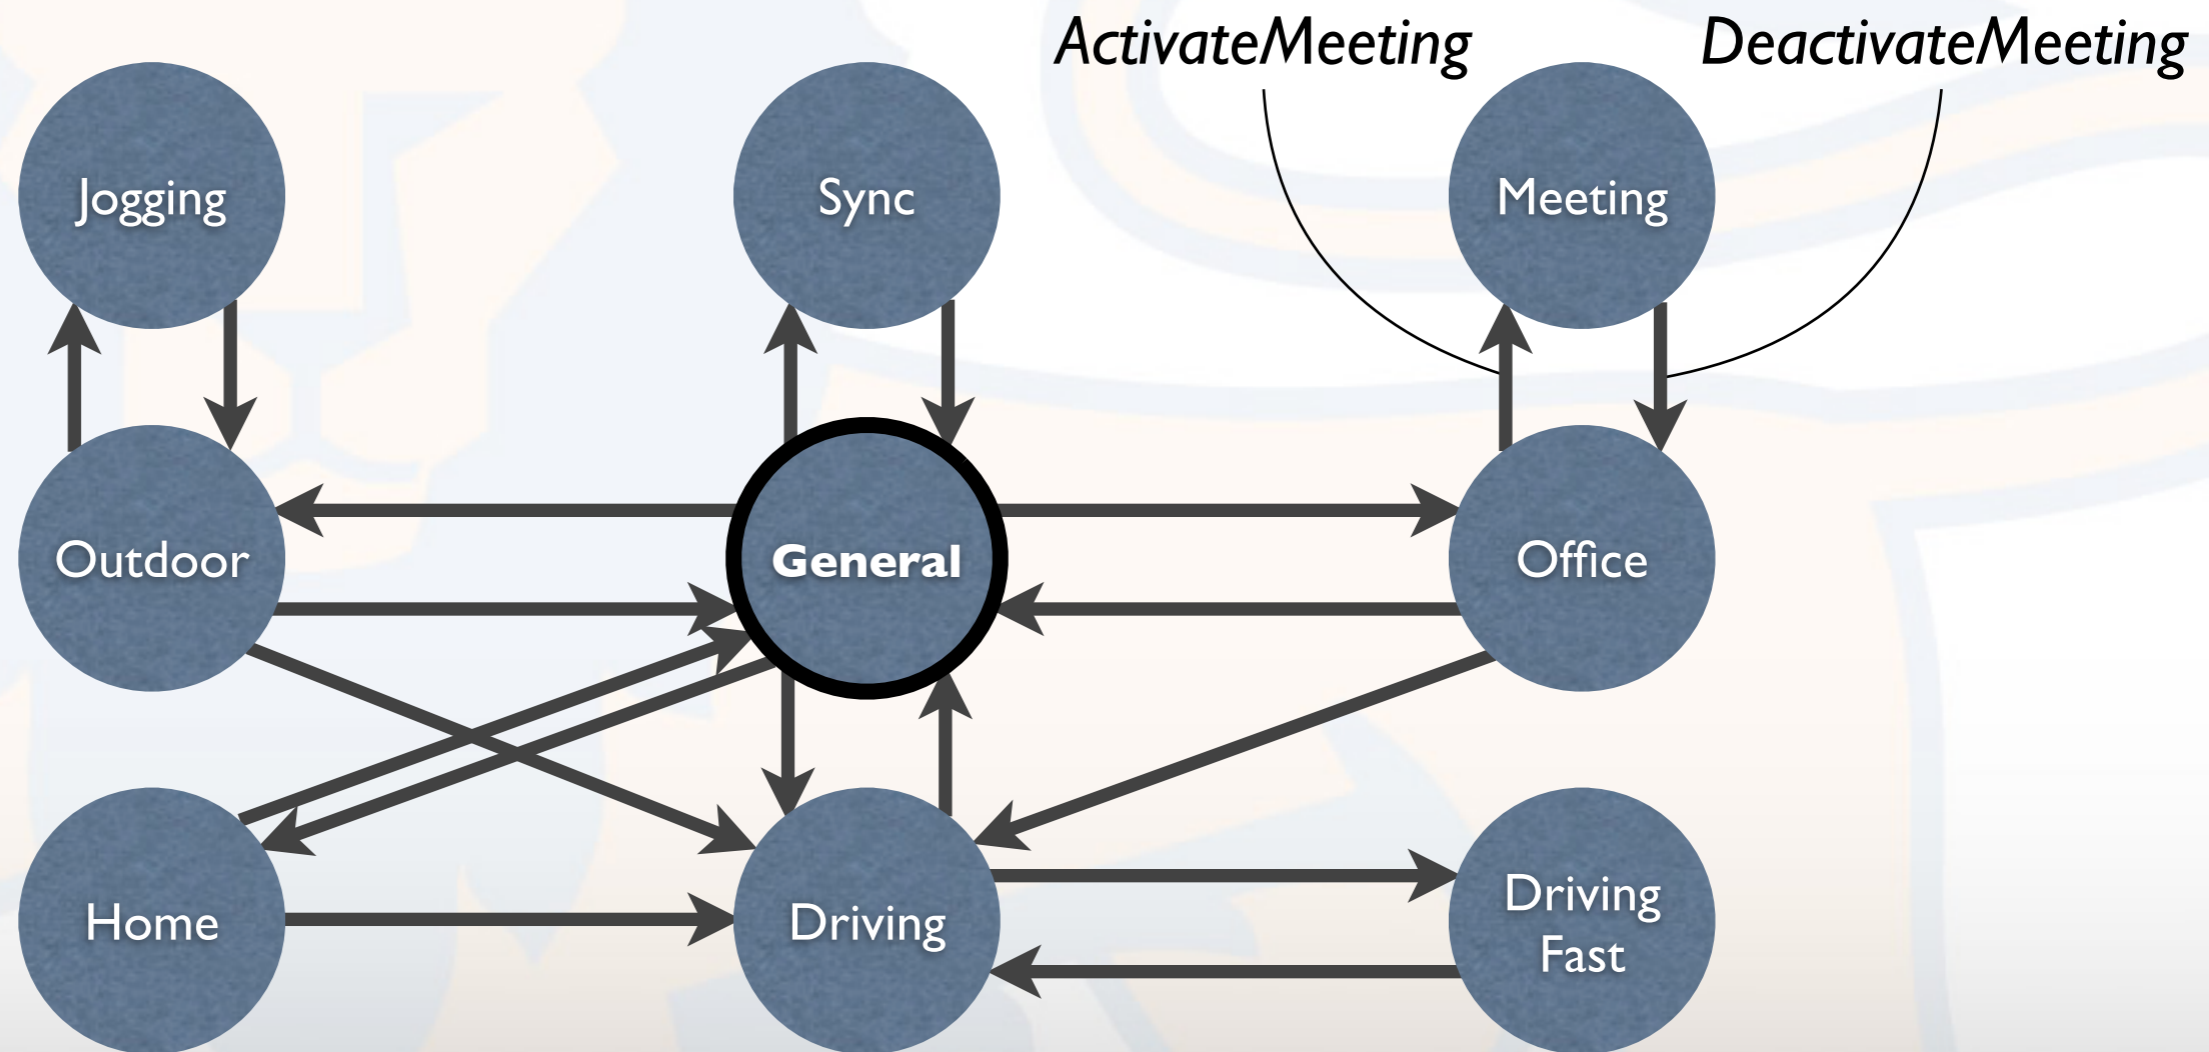 ActivateMeeting
DeactivateMeeting
Jogging
Sync
Meeting
Outdoor
General
Office
Home
Driving
Driving
Fast